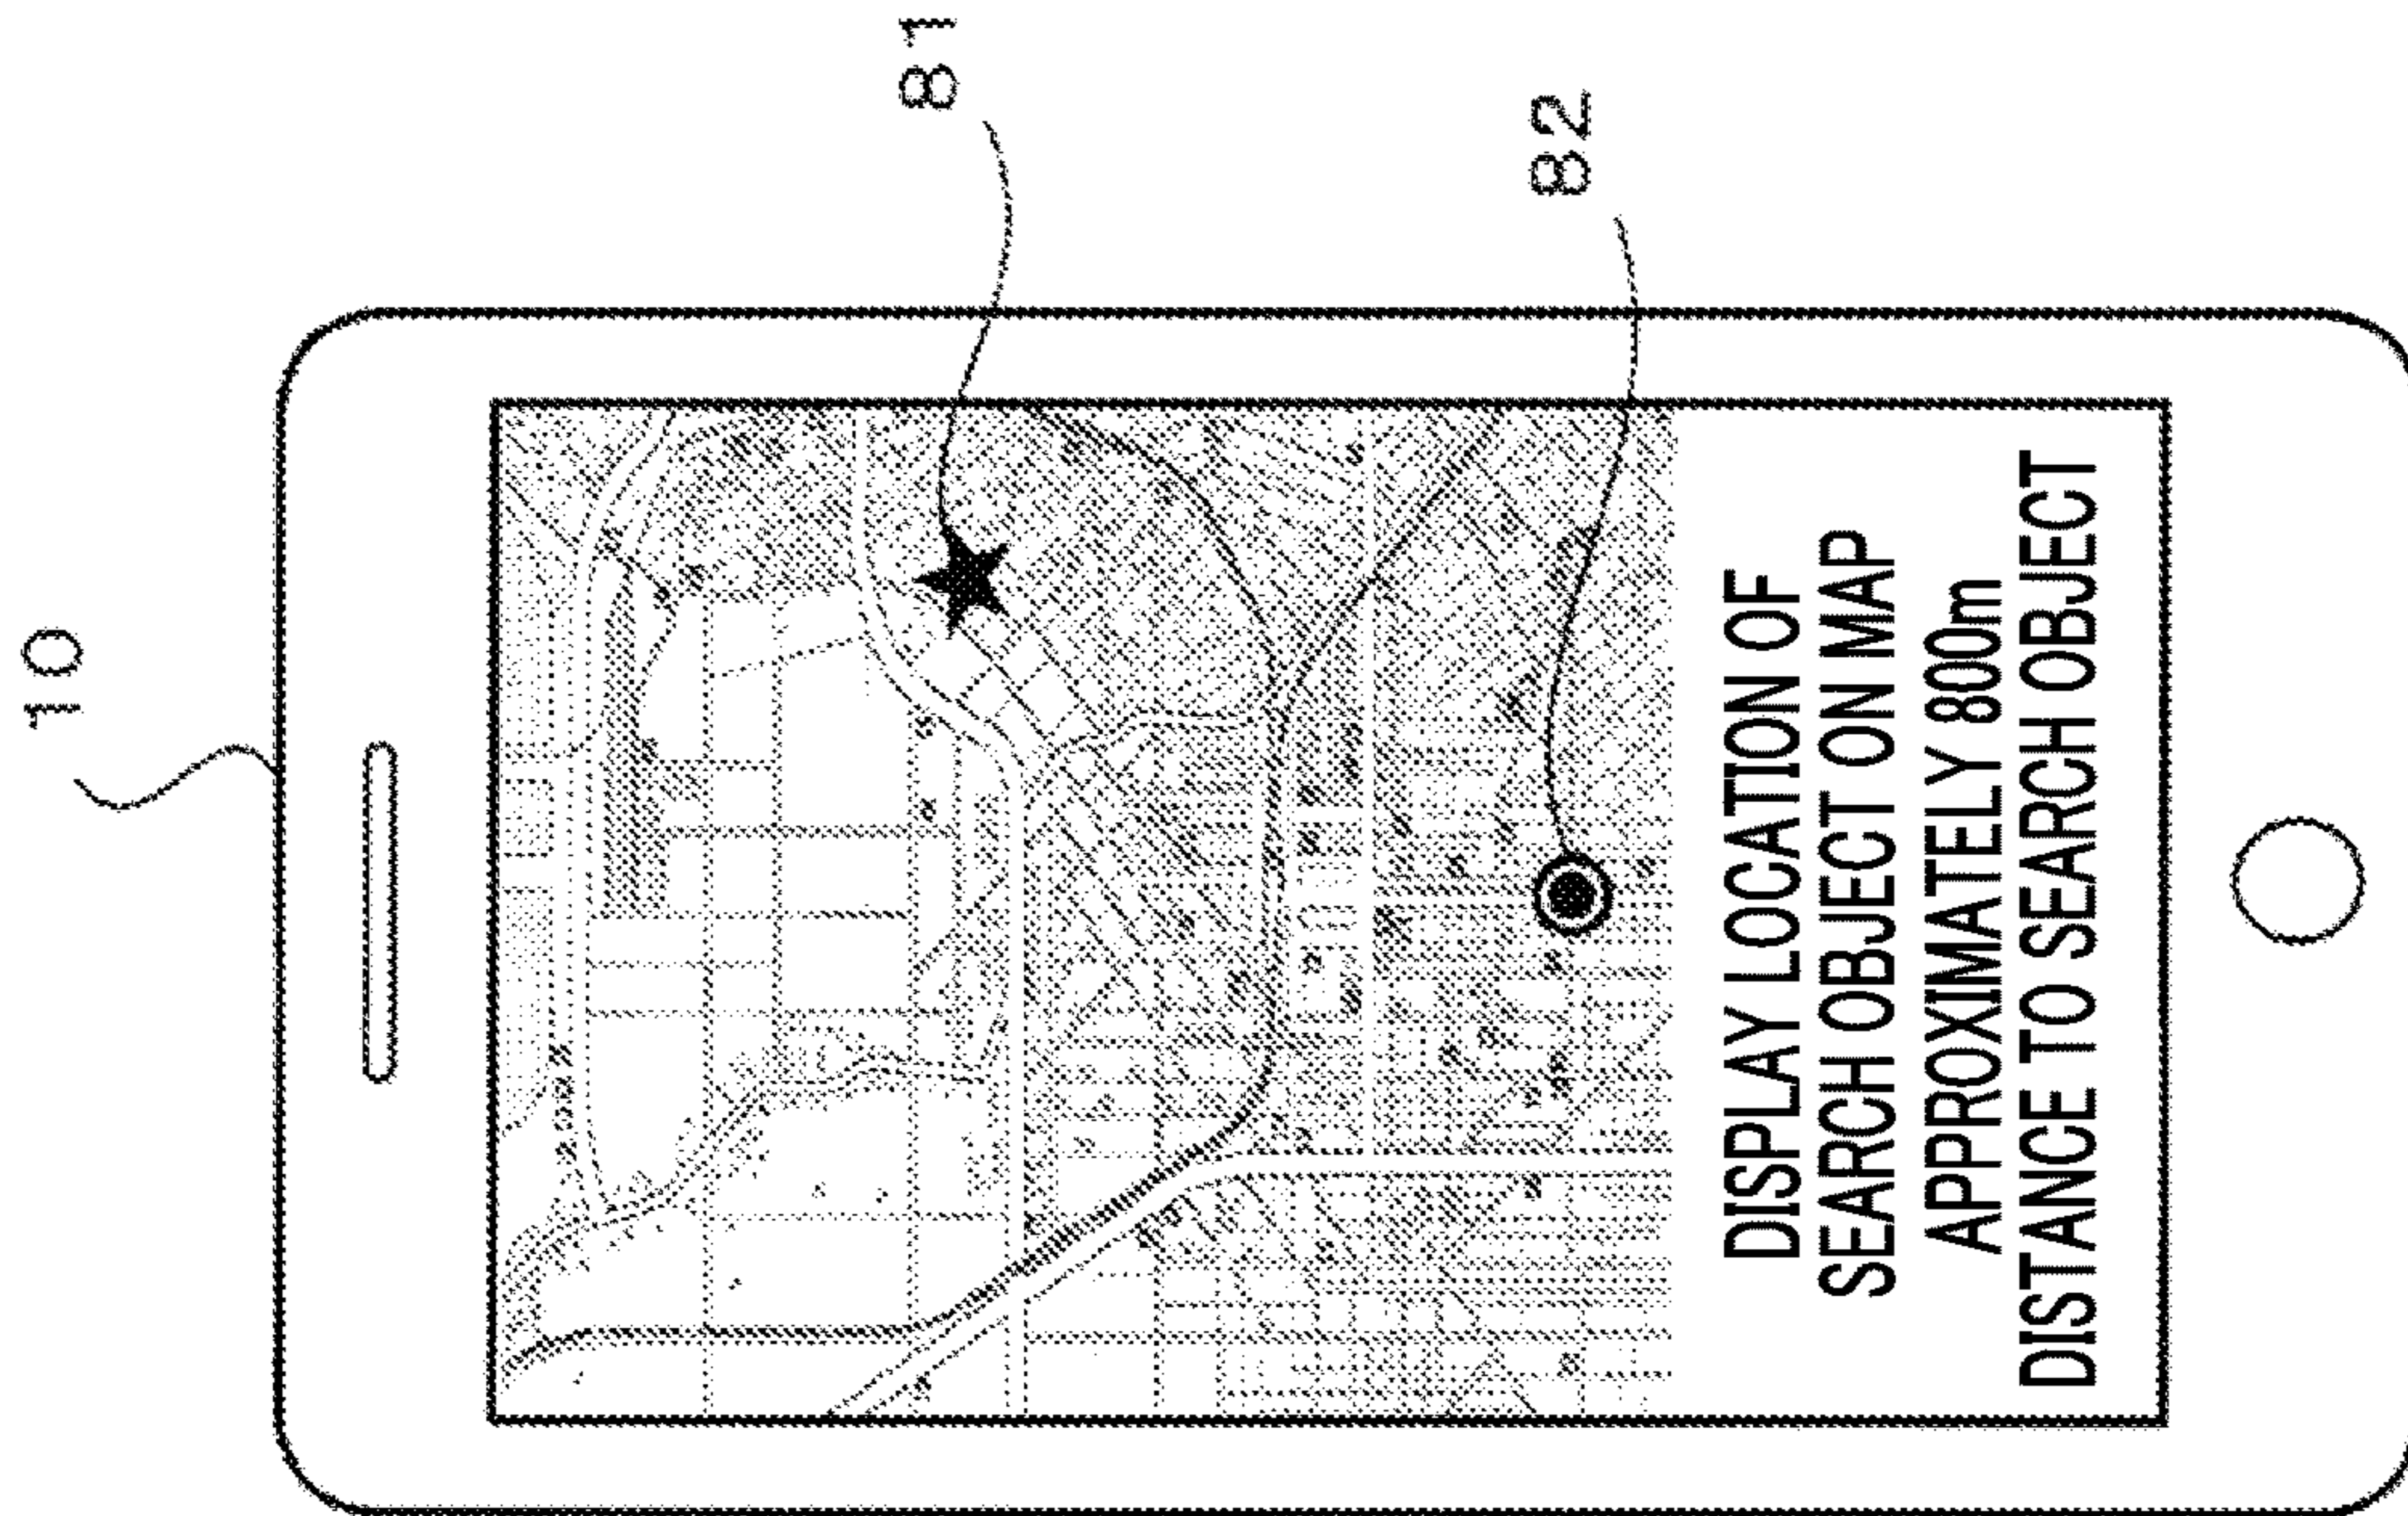 10
81
82
DISPLAY LOCATION OF
SEARCH OBJECT ON MAP
APPROXIMATELY 800m
DISTANCE TO SEARCH OBJECT